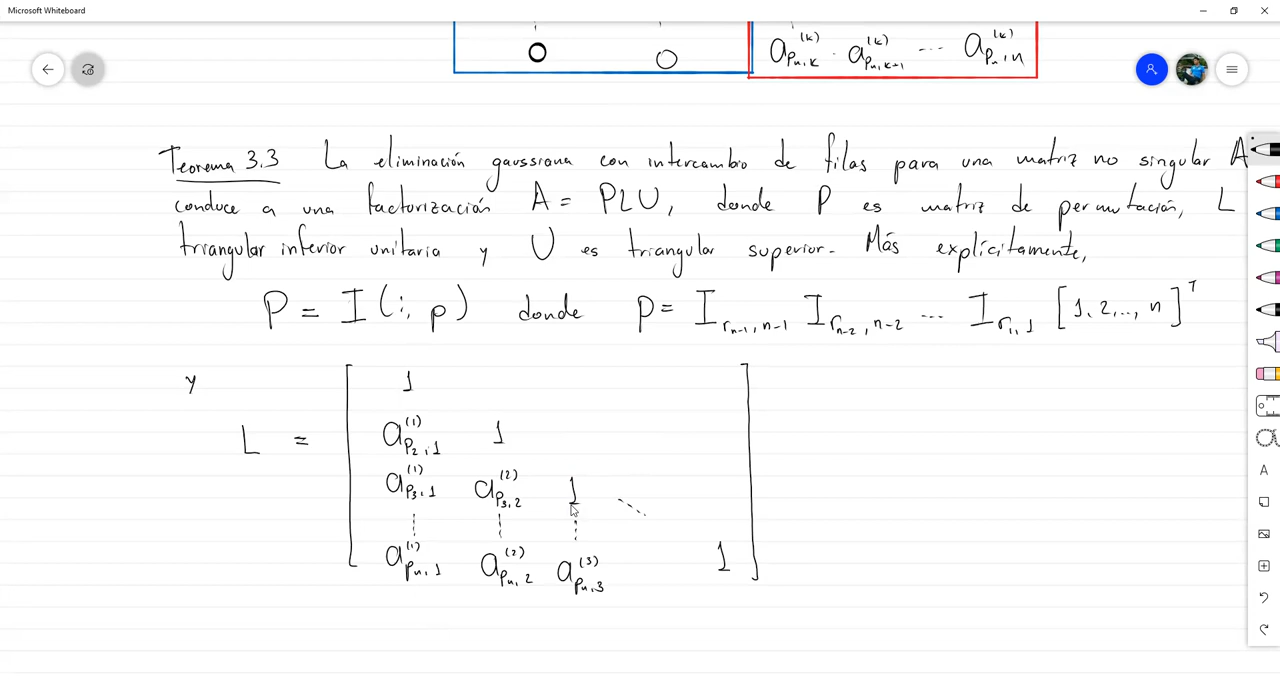 Microsoft Whiteboard
0 0 a_{p_n,k}^{(k)} a_{p_n,k+1}^{(k)} ... a_{p_n,n}^{(k)}
Teorema 3.3 La eliminación gaussiana con intercambio de filas para una matriz no singular A
conduce a una factorización A = PLU, donde P es matriz de permutación, L
triangular inferior unitaria y U es triangular superior. Más explícitamente,
P = I(:, p) donde p = I_{r_{n-1}, n-1} I_{r_{n-2}, n-2} ... I_{r_1, 1} [1, 2, .., n]^T
y
1
a_{p_2,1}^{(1)} 1
L =
a_{p_3,1}^{(1)} a_{p_3,2}^{(2)} 1
a_{p_n,1}^{(1)} a_{p_n,2}^{(2)} a_{p_n,3}^{(3)} 1
A